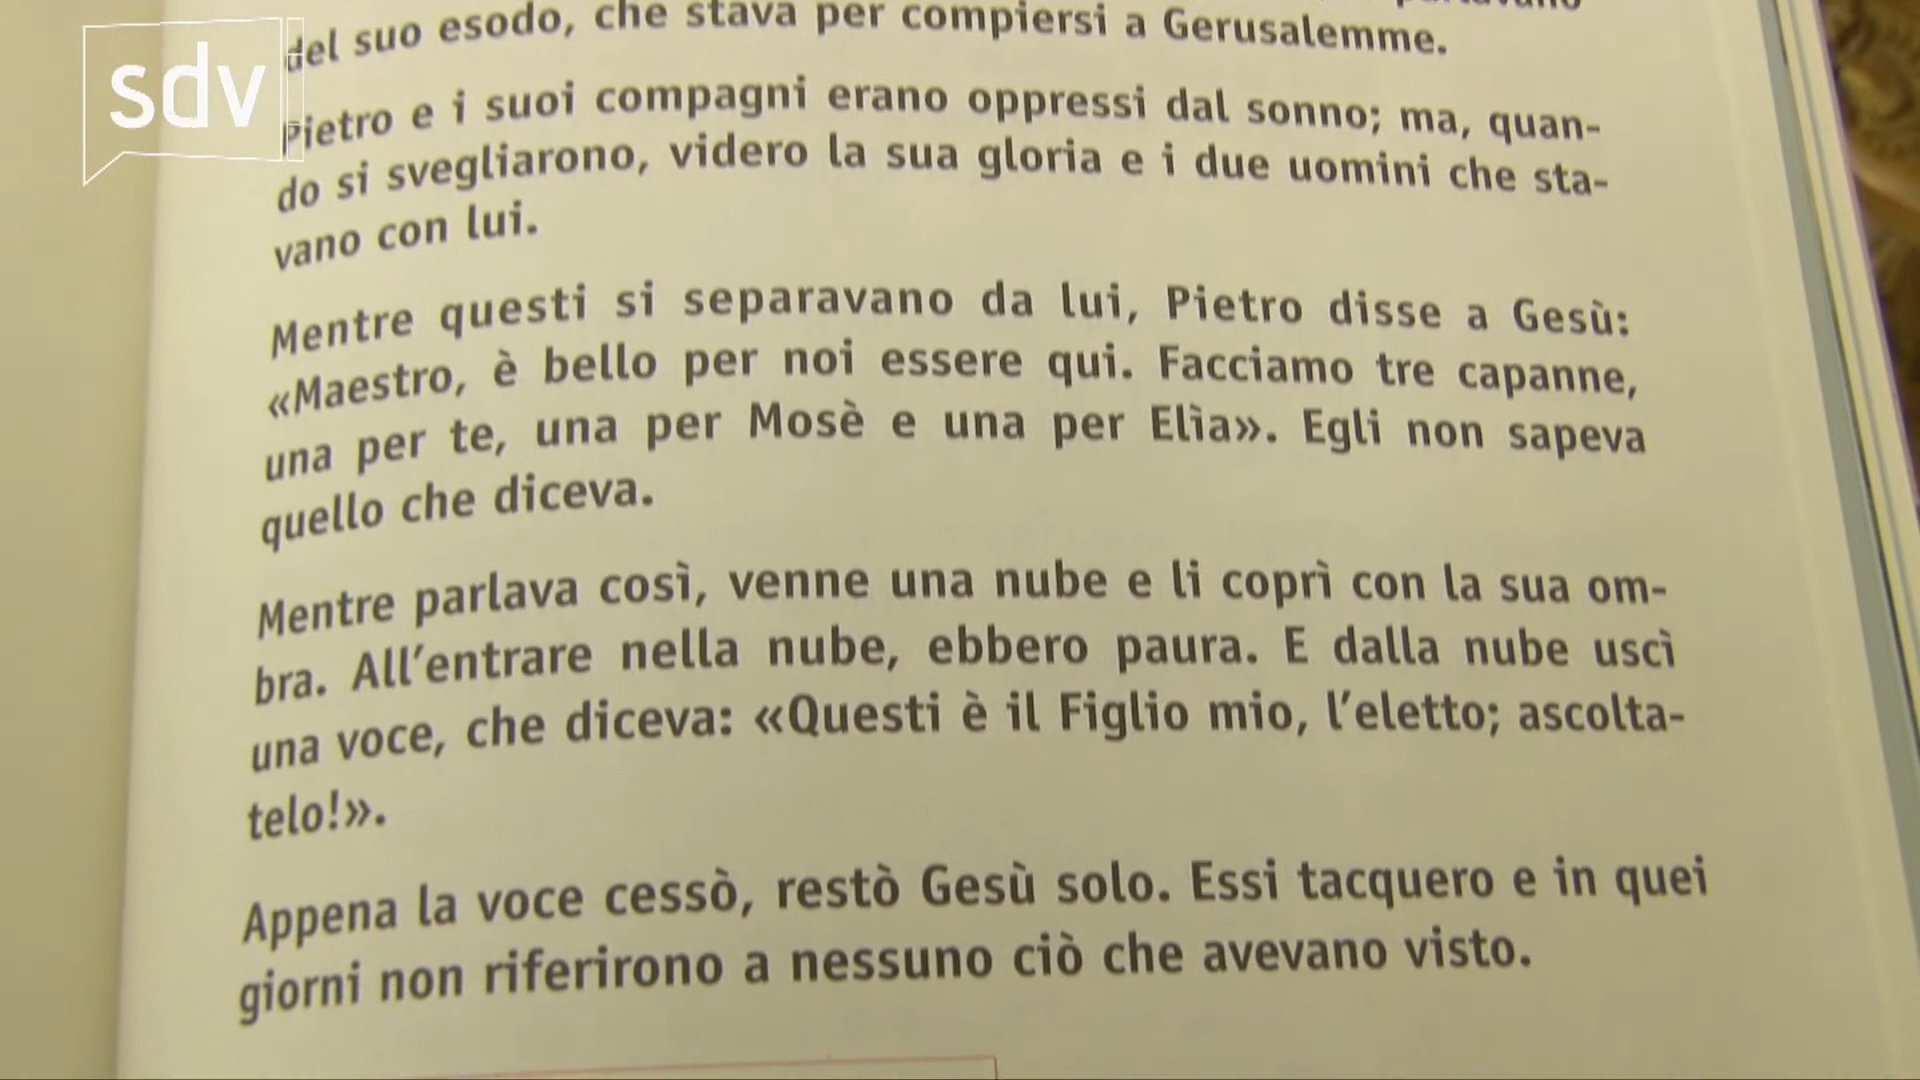 sdv
del suo esodo, che stava per compiersi a Gerusalemme.
Pietro e i suoi compagni erano oppressi dal sonno; ma, quan-
do si svegliarono, videro la sua gloria e i due uomini che sta-
vano con lui.
Mentre questi si separavano da lui, Pietro disse a Gesù:
«Maestro, è bello per noi essere qui. Facciamo tre capanne,
una per te, una per Mosè e una per Elìa». Egli non sapeva
quello che diceva.
Mentre parlava così, venne una nube e li coprì con la sua om-
bra. All'entrare nella nube, ebbero paura. E dalla nube uscì
una voce, che diceva: «Questi è il Figlio mio, l'eletto; ascolta-
telo!».
Appena la voce cessò, restò Gesù solo. Essi tacquero e in quei
giorni non riferirono a nessuno ciò che avevano visto.